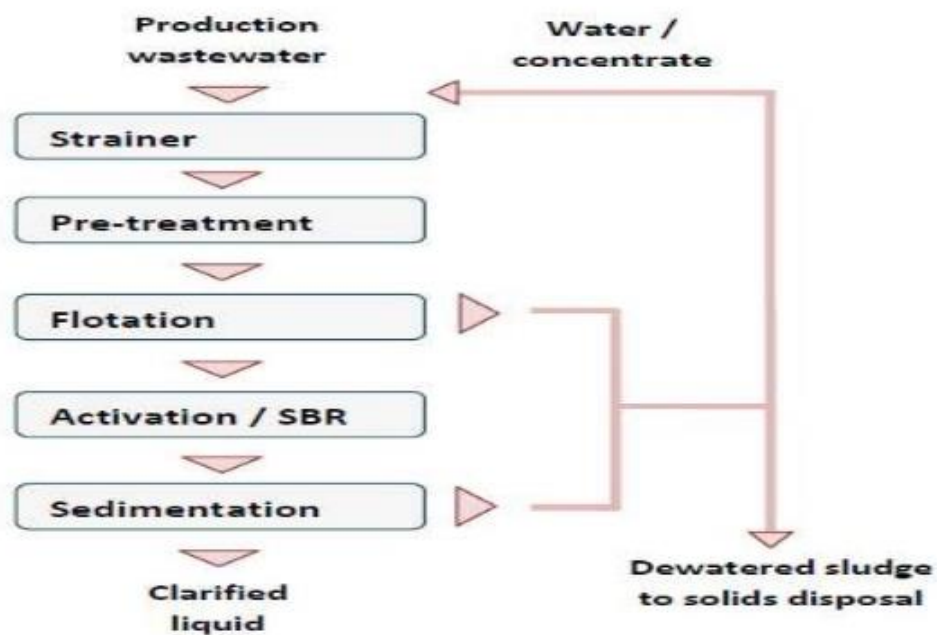 Production
wastewater
Water /
concentrate
Strainer
Pre-treatment
Flotation
Activation / SBR
Sedimentation
Clarified
liquid
Dewatered sludge
to solids disposal